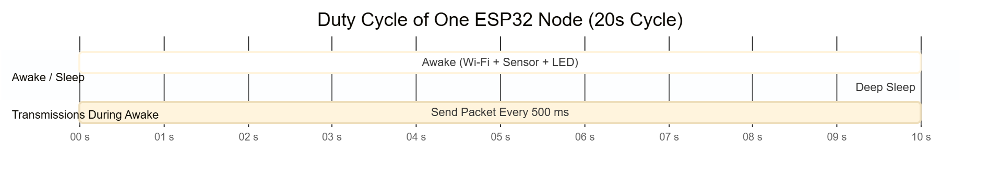 Duty Cycle of One ESP32 Node (20s Cycle)
Awake (Wi-Fi + Sensor + LED)
Awake / Sleep
Deep Sleep
Send Packet Every 500 ms
Transmissions During Awake
00 s 01 s 02 s 03 s 04 s 05 s 06 s 07 s 08 s 09 s 10 s